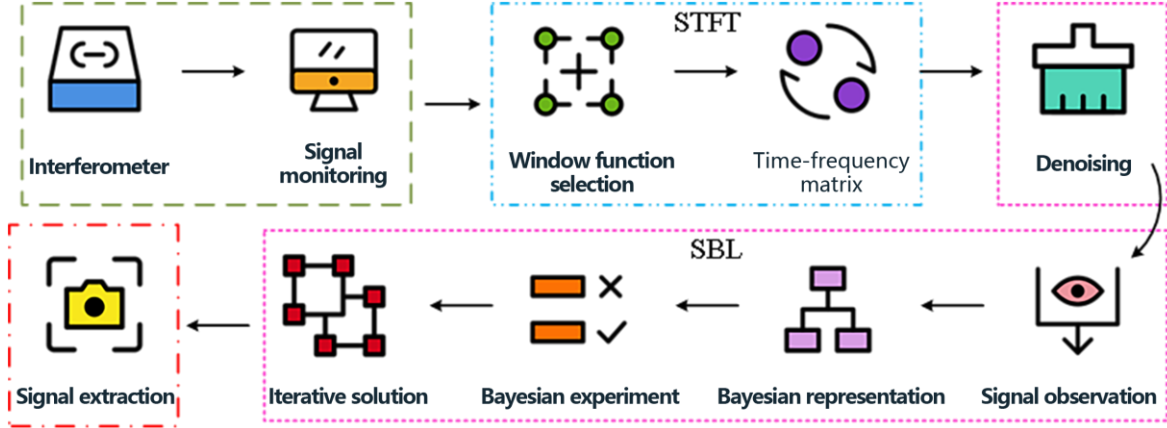 STFT
Interferometer
Signal
monitoring
Window function
selection
Time-frequency
matrix
Denoising
SBL
Signal extraction
Iterative solution
Bayesian experiment
Bayesian representation
Signal observation